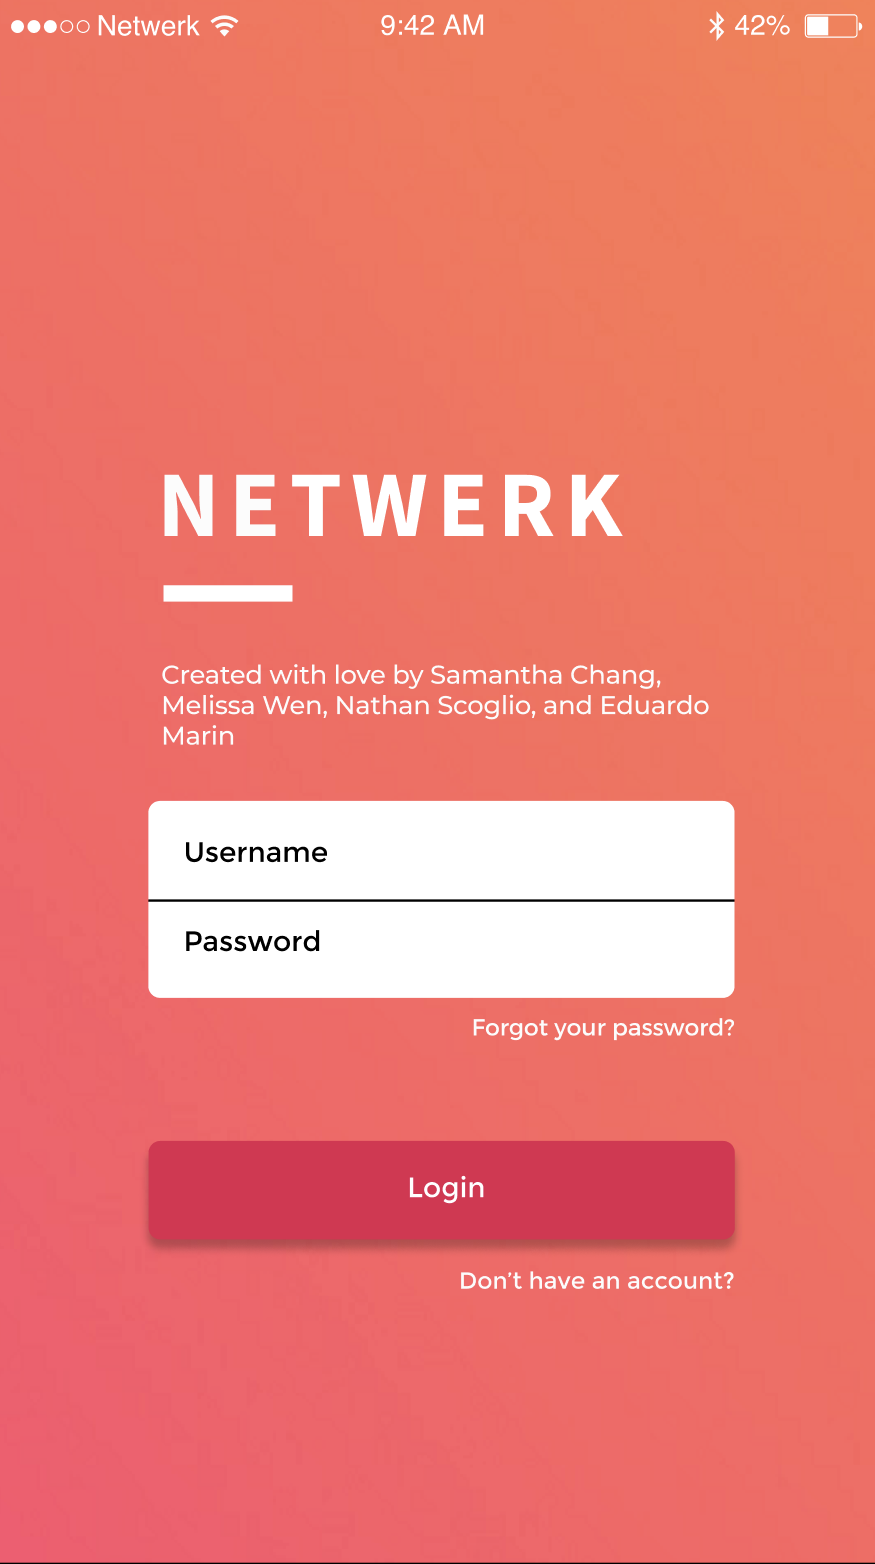 Netwerk 9:42 AM 42%
NETWERK
Created with love by Samantha Chang,
Melissa Wen, Nathan Scoglio, and Eduardo
Marin
Username
Password
Forgot your password?
Login
Don’t have an account?